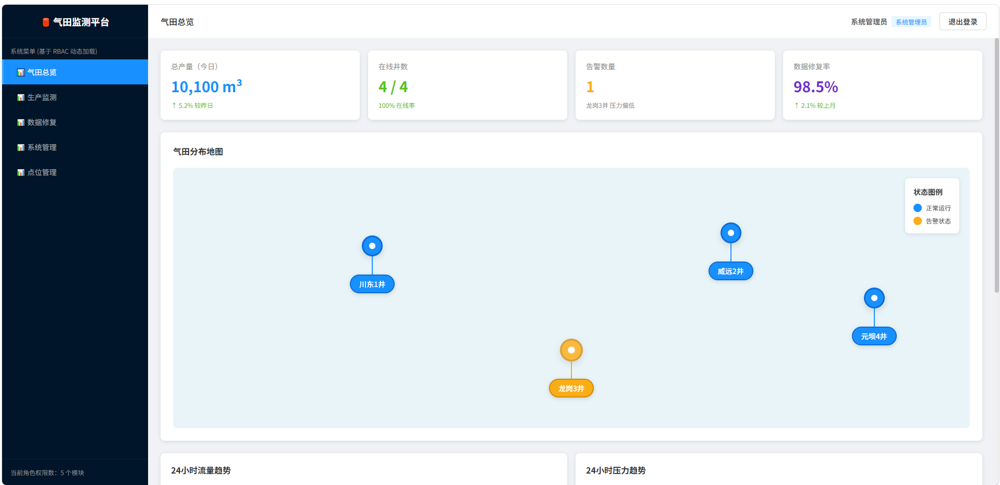 气田监测平台
系统菜单 (基于 RBAC 动态加载)
气田总览
生产监测
数据修复
系统管理
点位管理
当前角色权限数：5 个模块
气田总览
系统管理员
系统管理员
退出登录
总产量（今日）
10,100 m³
↑ 5.2% 较昨日
在线井数
4 / 4
100% 在线率
告警数量
1
龙岗3井 压力偏低
数据修复率
98.5%
↑ 2.1% 较上月
气田分布地图
状态图例
正常运行
告警状态
川东1井
威远2井
元坝4井
龙岗3井
24小时流量趋势
24小时压力趋势